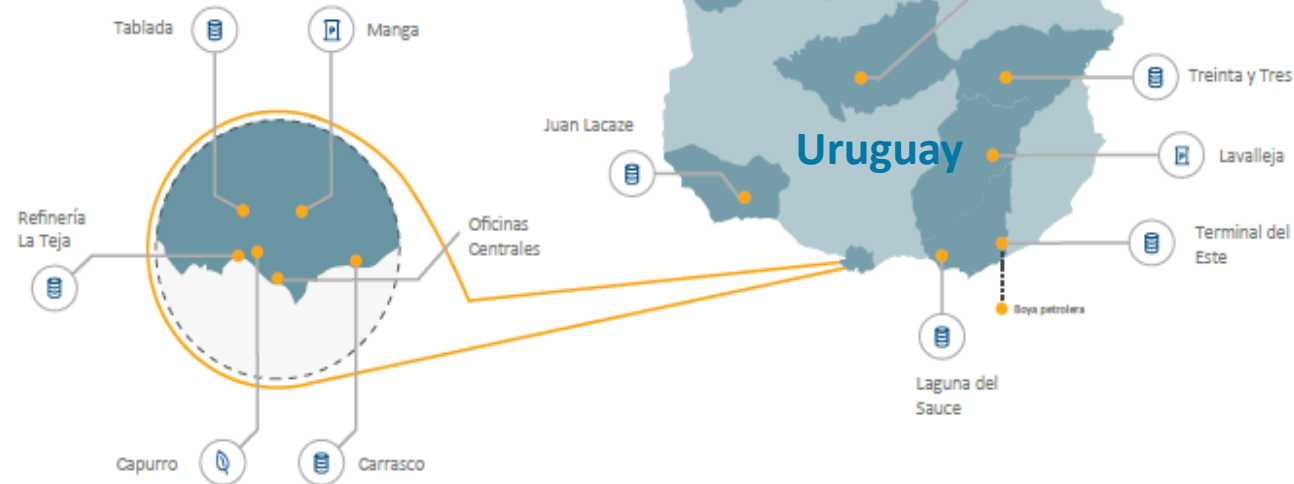 Tablada
Manga
Treinta y Tres
Juan Lacaze
Uruguay
Lavalleja
Refinería
La Teja
Oficinas
Centrales
Terminal del
Este
Boya petrolera
Laguna del
Sauce
Capurro
Carrasco